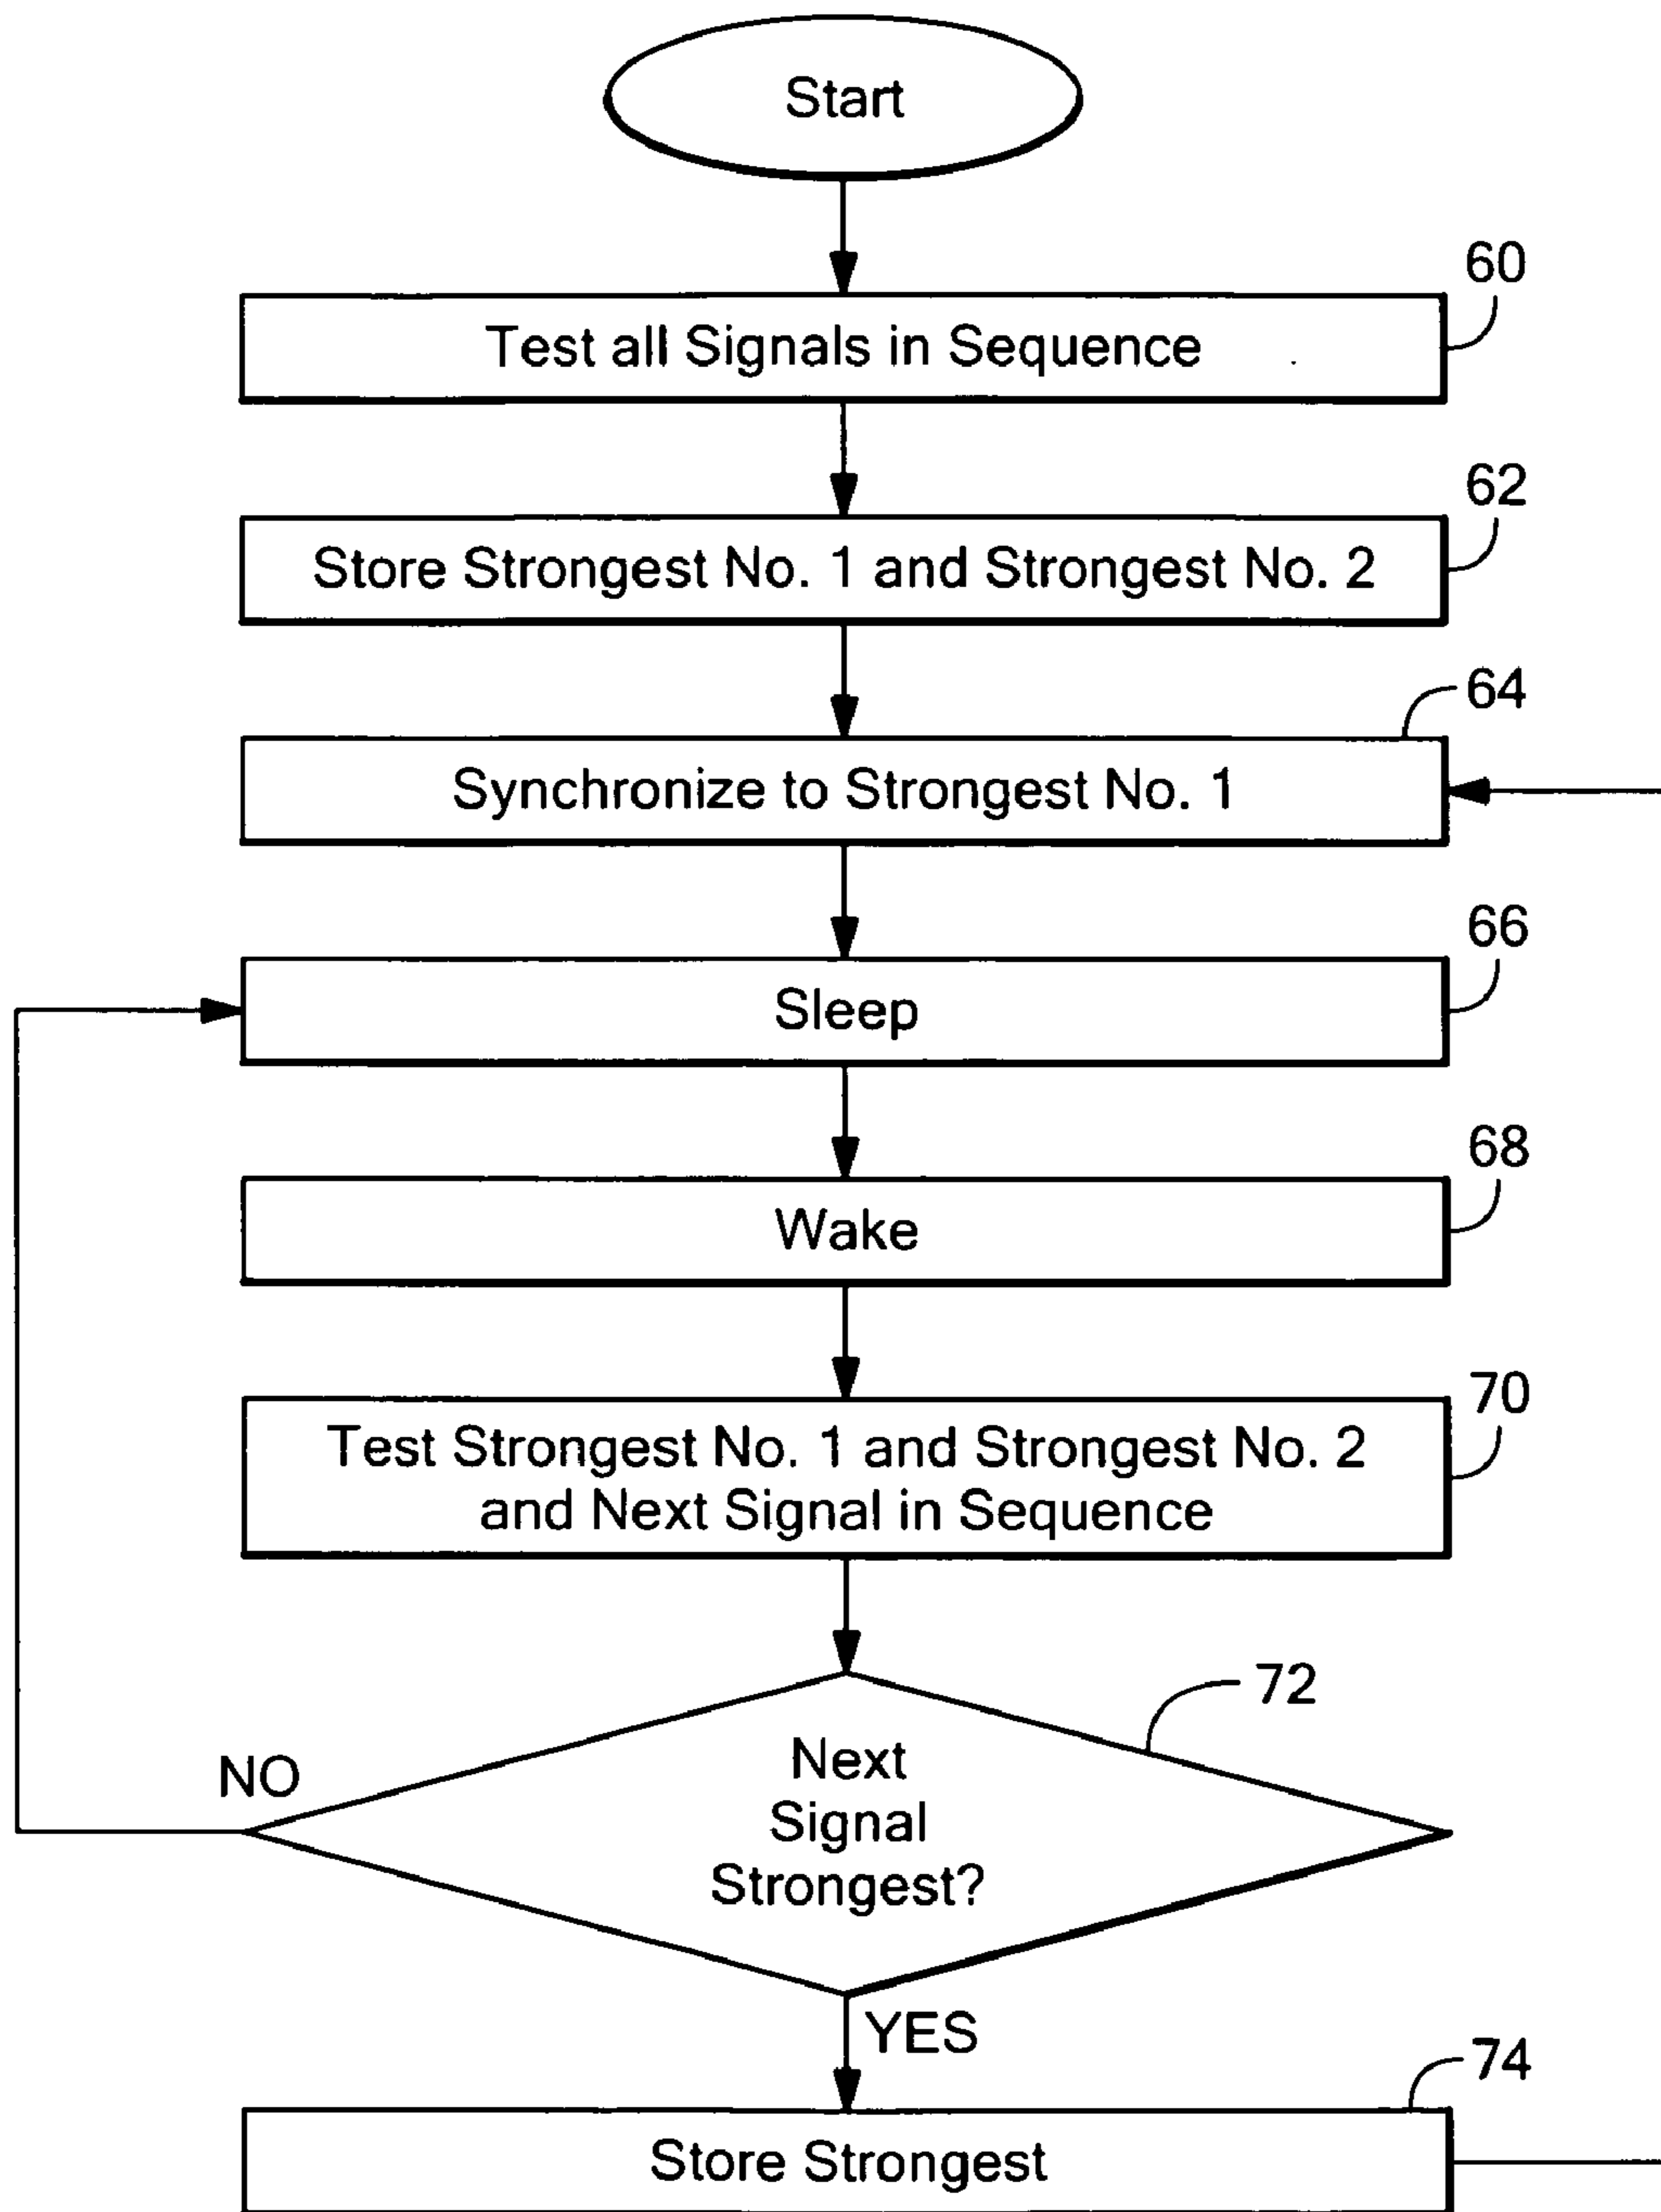 Start
60
Test all Signals in Sequence
62
Store Strongest No. 1 and Strongest No. 2
64
Synchronize to Strongest No. 1
66
Sleep
68
Wake
70
Test Strongest No. 1 and Strongest No. 2
and Next Signal in Sequence
72
Next
Signal
Strongest?
NO
YES
74
Store Strongest